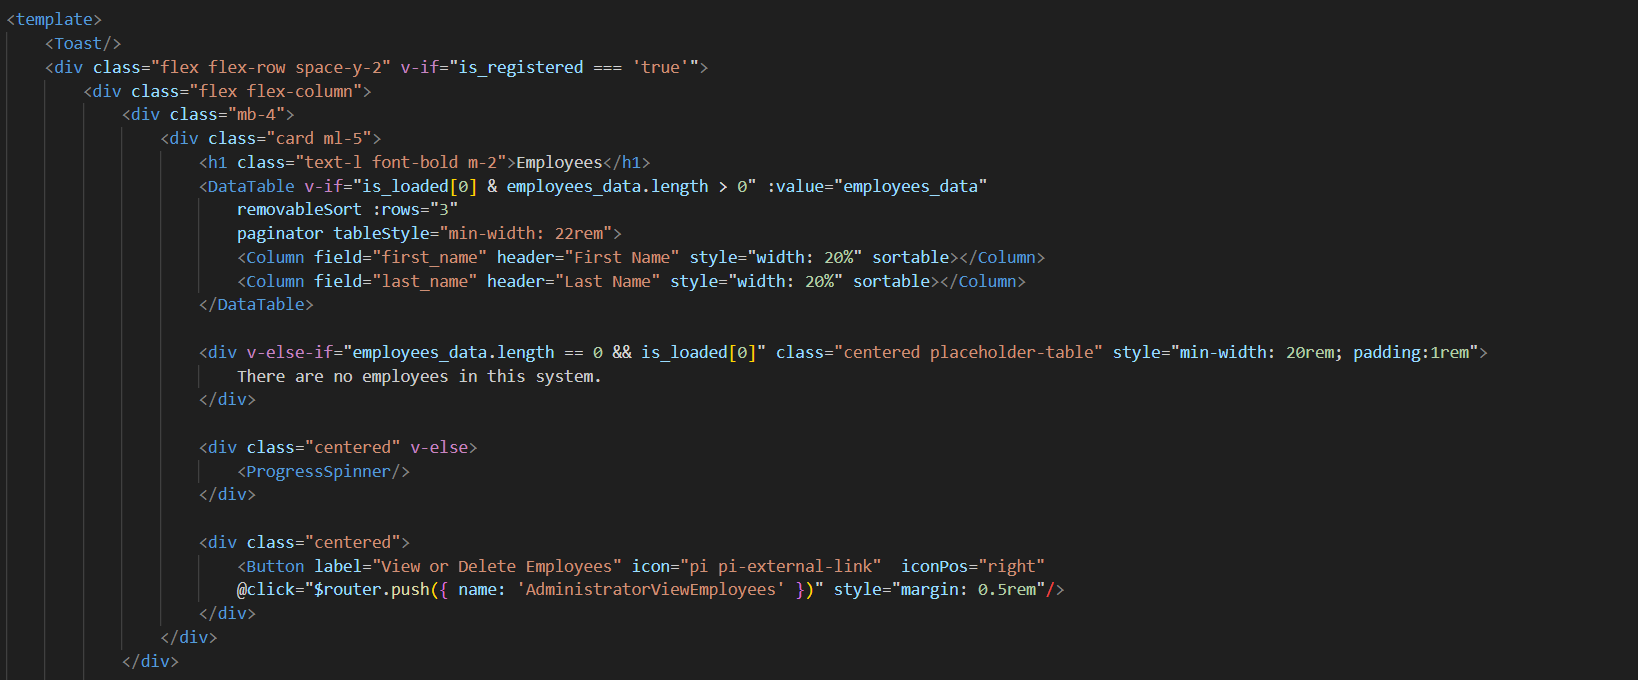 <template>
<Toast/>
<div class="flex flex-row space-y-2" v-if="is_registered === 'true'">
<div class="flex flex-column">
<div class="mb-4">
<div class="card ml-5">
<h1 class="text-l font-bold m-2">Employees</h1>
<DataTable v-if="is_loaded[0] & employees_data.length > 0" :value="employees_data"
removableSort :rows="3"
paginator tableStyle="min-width: 22rem">
<Column field="first_name" header="First Name" style="width: 20%" sortable></Column>
<Column field="last_name" header="Last Name" style="width: 20%" sortable></Column>
</DataTable>
<div v-else-if="employees_data.length == 0 && is_loaded[0]" class="centered placeholder-table" style="min-width: 20rem; padding:1rem">
There are no employees in this system.
</div>
<div class="centered" v-else>
<ProgressSpinner/>
</div>
<div class="centered">
<Button label="View or Delete Employees" icon="pi pi-external-link"  iconPos="right"
@click="$router.push({ name: 'AdministratorViewEmployees' })" style="margin: 0.5rem"/>
</div>
</div>
</div>